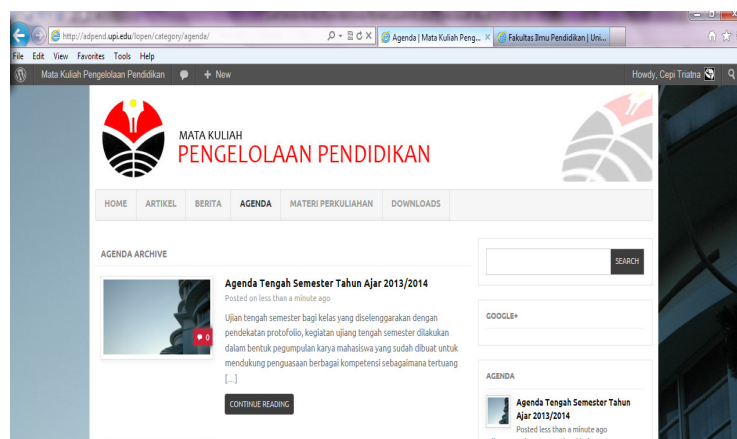 http://adpend.upi.edu/lopen/category/agenda/
Agenda | Mata Kuliah Peng...
Fakultas Ilmu Pendidikan | Uni...
File Edit View Favorites Tools Help
Mata Kuliah Pengelolaan Pendidikan + New Howdy, Cepi Triatna
MATA KULIAH
PENGELOLAAN PENDIDIKAN
HOME ARTIKEL BERITA AGENDA MATERI PERKULIAHAN DOWNLOADS
AGENDA ARCHIVE
Agenda Tengah Semester Tahun Ajar 2013/2014
Posted on less than a minute ago
Ujian tengah semester bagi kelas yang diselenggarakan dengan
pendekatan protofolio, kegiatan ujiang tengah semester dilakukan
dalam bentuk pegumpulan karya mahasiswa yang sudah dibuat untuk
mendukung penguasaan berbagai kompetensi sebagaimana tertuang
[...]
0
CONTINUE READING
SEARCH
GOOGLE+
AGENDA
Agenda Tengah Semester Tahun
Ajar 2013/2014
Posted less than a minute ago